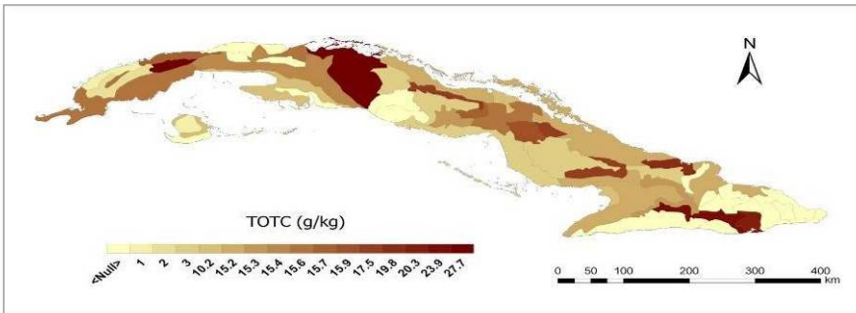 N
TOTC (g/kg)
<Null> 1 2 3 10.2 15.2 15.3 15.4 15.6 15.7 15.9 17.5 19.8 20.3 23.9 27.7
0 25 50 100 200 300 400
km